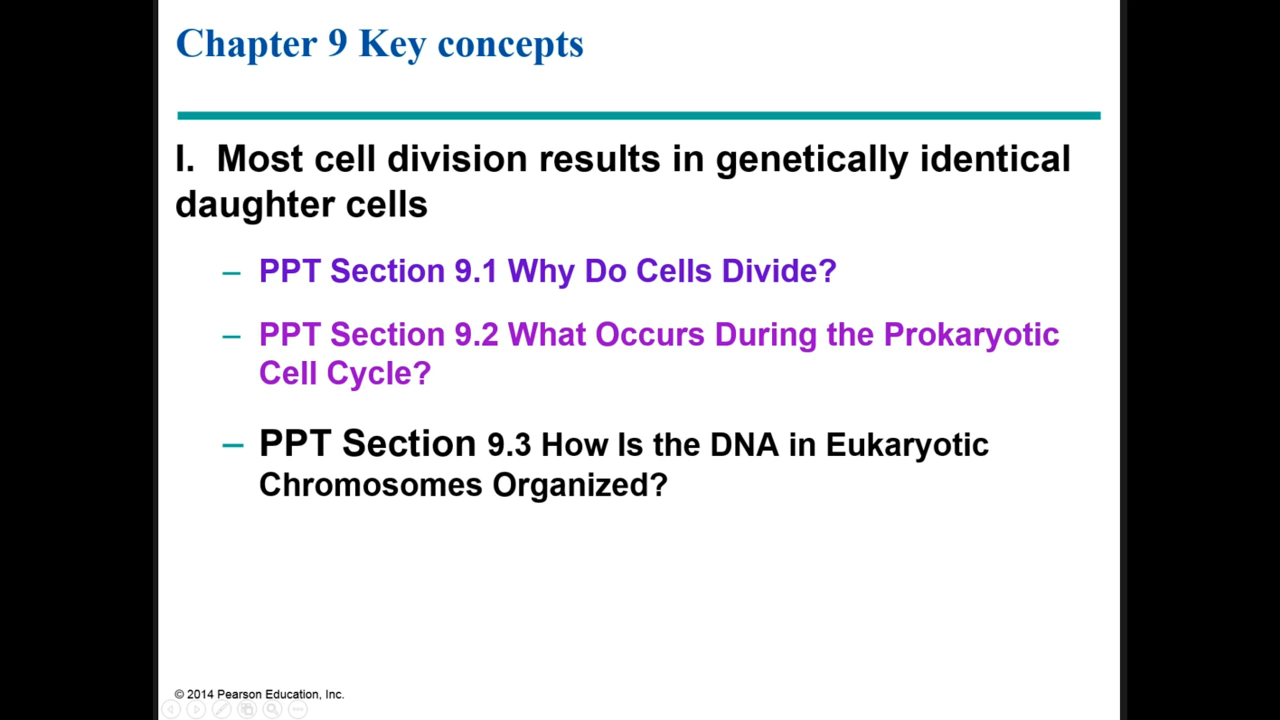 Chapter 9 Key concepts
I. Most cell division results in genetically identical
daughter cells
– PPT Section 9.1 Why Do Cells Divide?
– PPT Section 9.2 What Occurs During the Prokaryotic
Cell Cycle?
– PPT Section 9.3 How Is the DNA in Eukaryotic
Chromosomes Organized?
© 2014 Pearson Education, Inc.